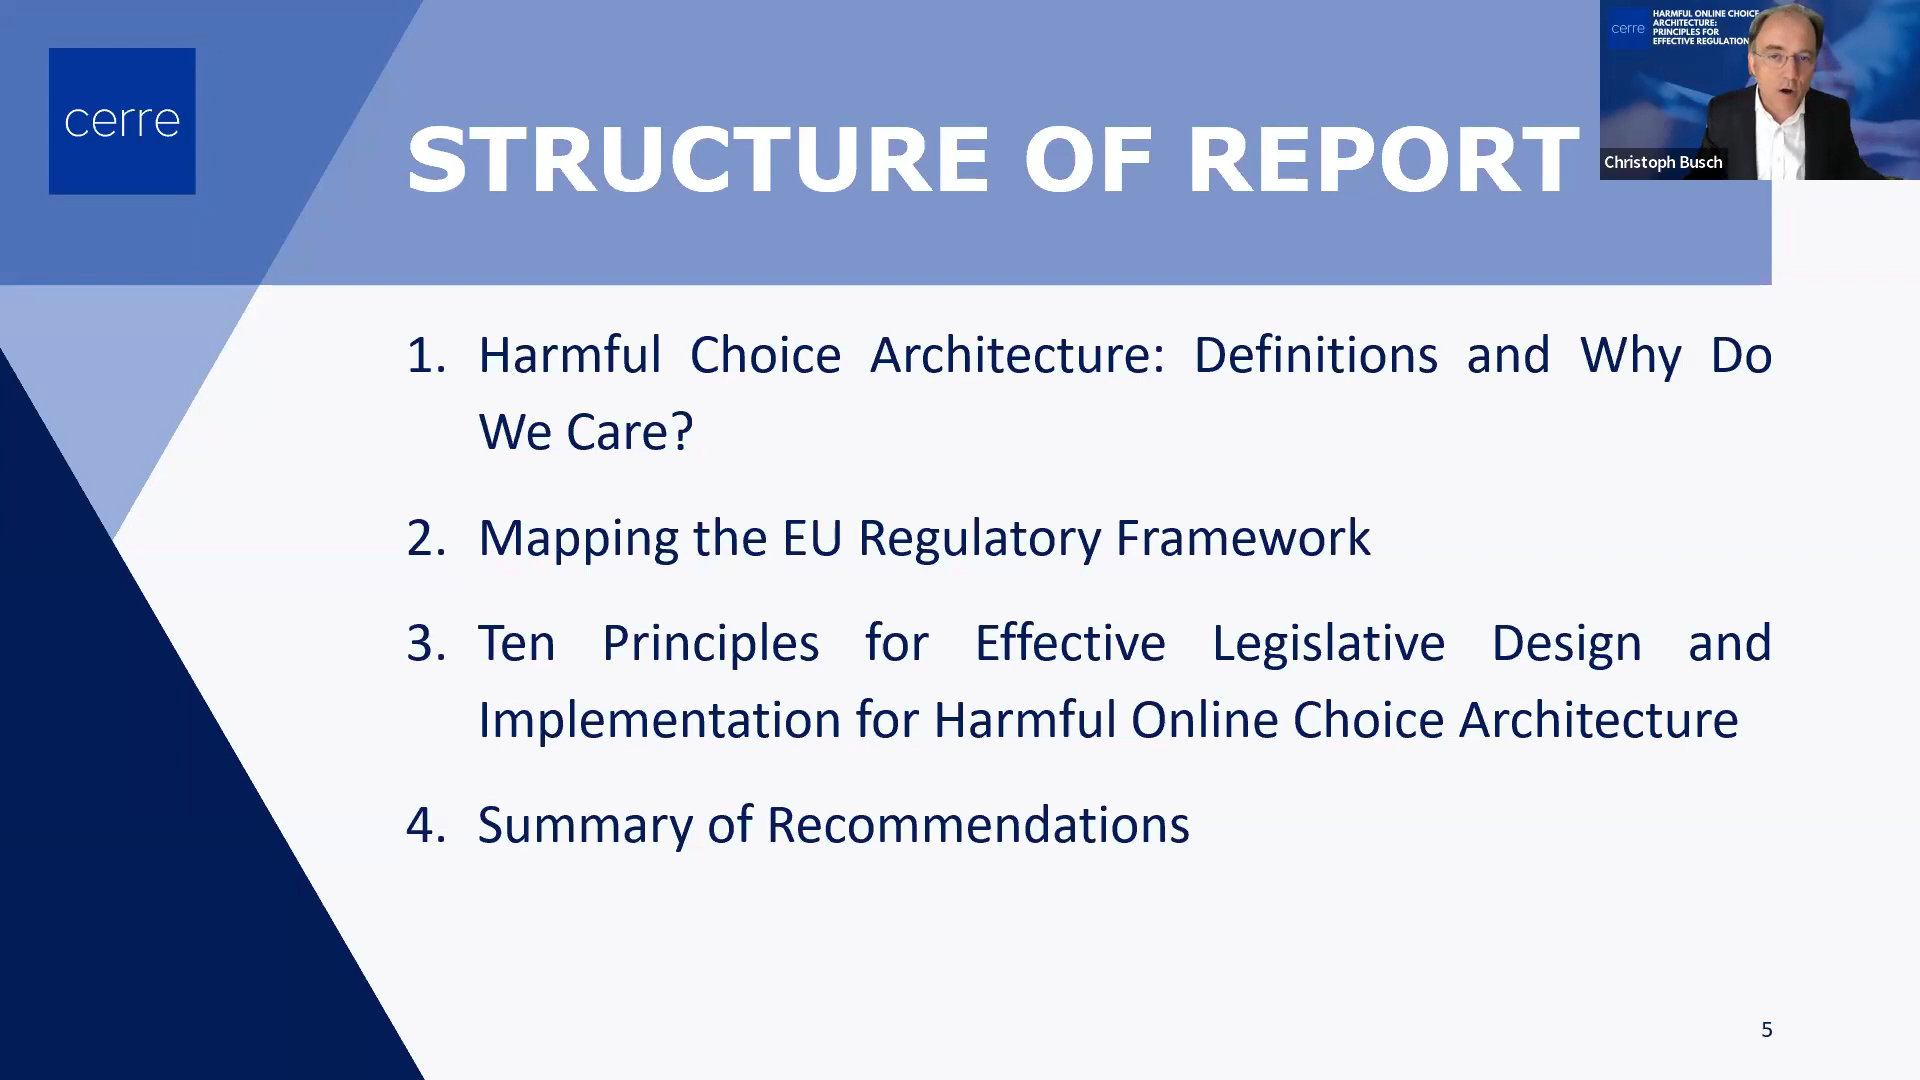 cerre
STRUCTURE OF REPORT
cerre
HARMFUL ONLINE CHOICE
ARCHITECTURE:
PRINCIPLES FOR
EFFECTIVE REGULATION
Christoph Busch
1. Harmful Choice Architecture: Definitions and Why Do
We Care?
2. Mapping the EU Regulatory Framework
3. Ten Principles for Effective Legislative Design and
Implementation for Harmful Online Choice Architecture
4. Summary of Recommendations
5